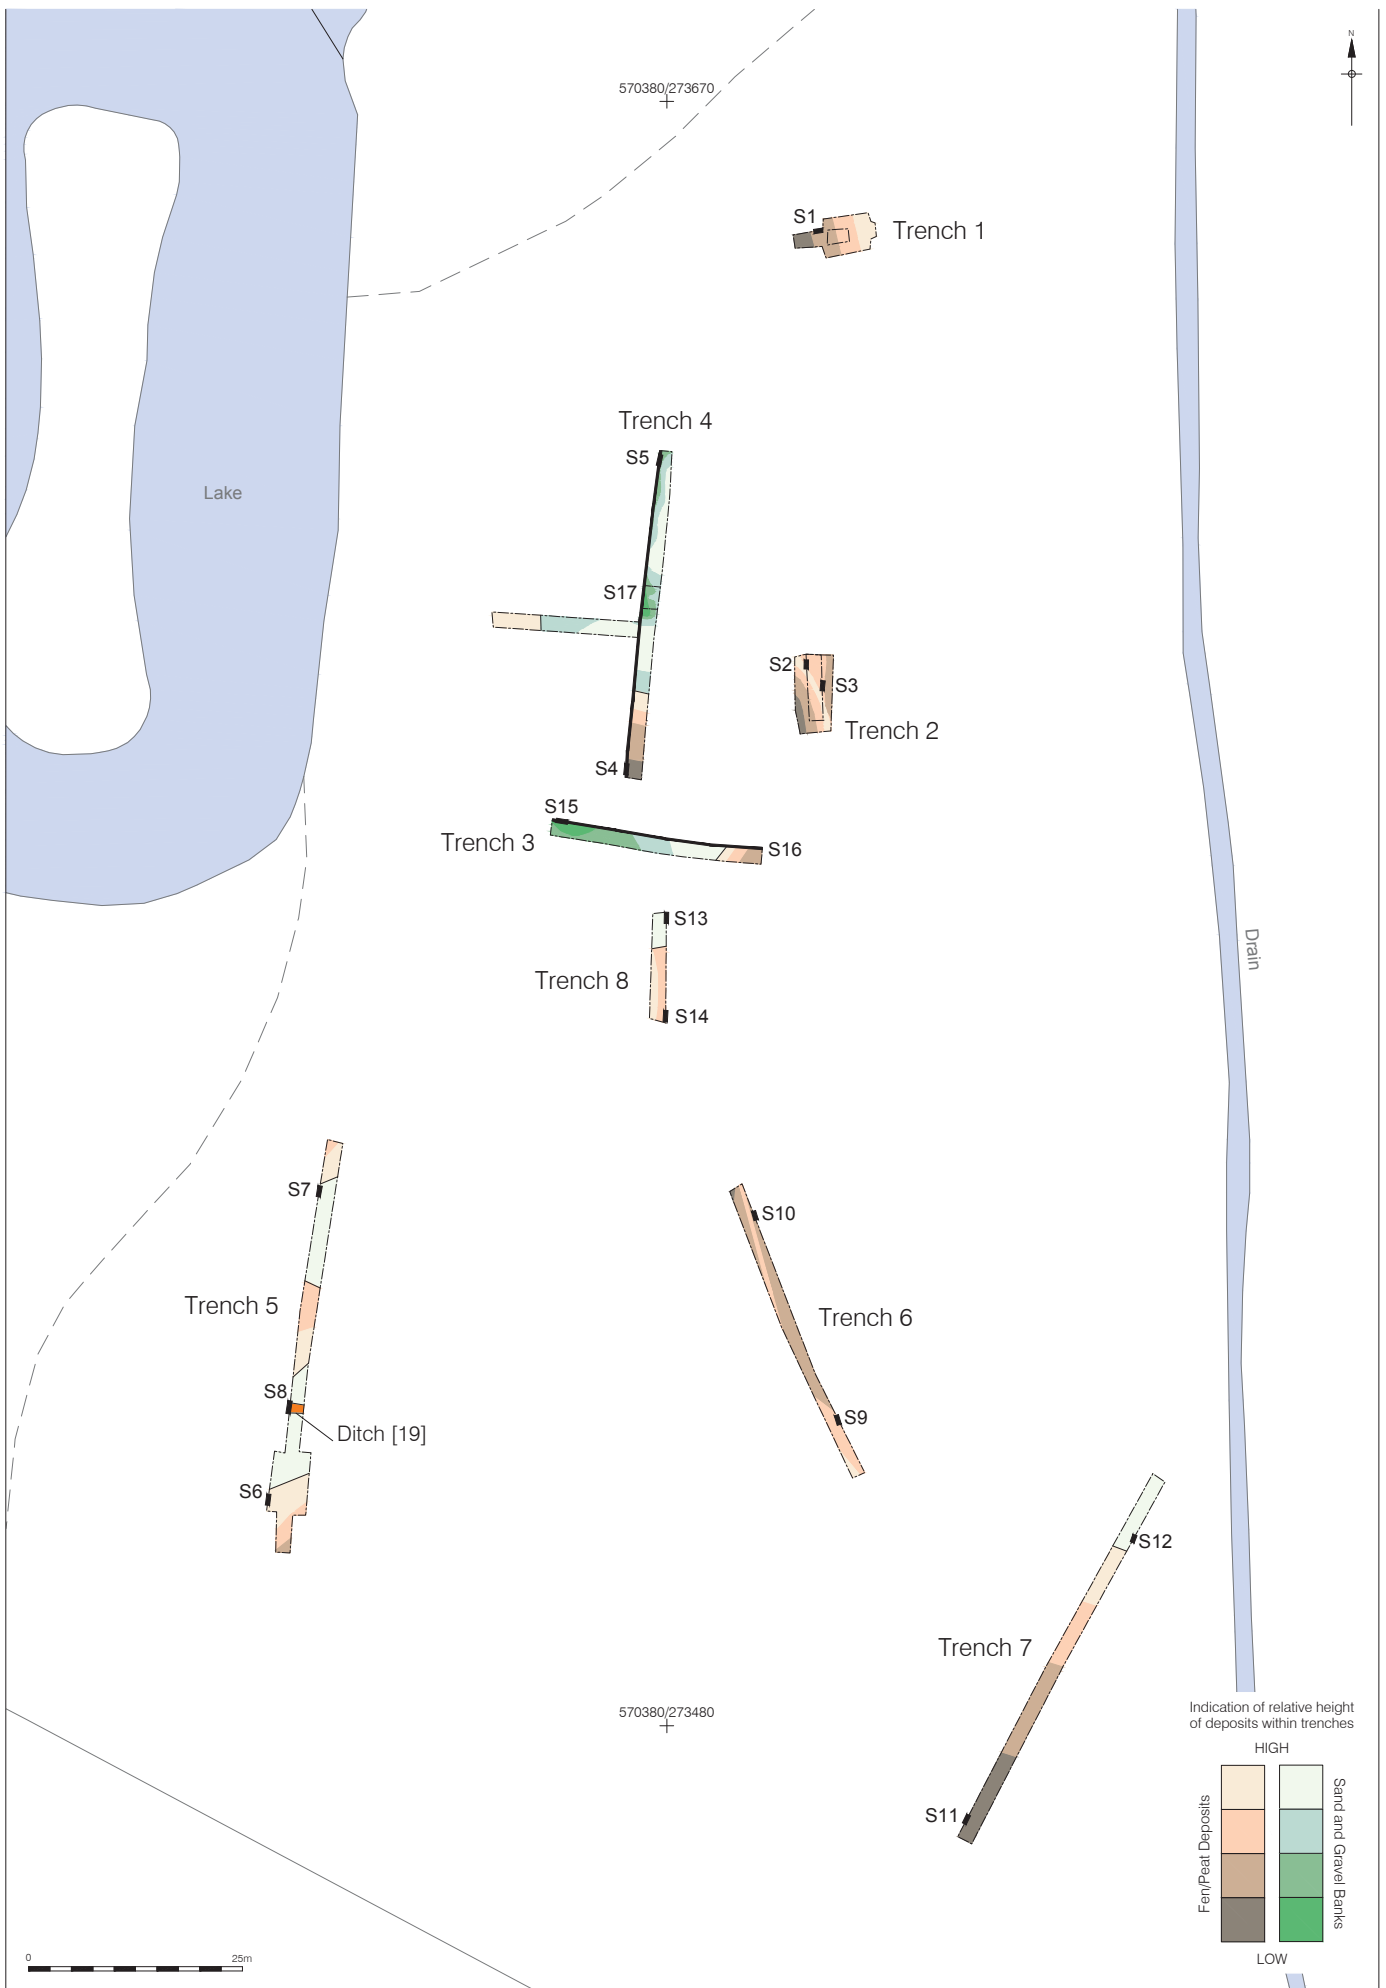 N
570380/273670
S1
Trench 1
Trench 4
S5
Lake
S17
S2
S3
Trench 2
S4
S15
Trench 3
S16
S13
Drain
Trench 8
S14
S7
S10
Trench 5
Trench 6
S8
S9
Ditch [19]
S6
S12
Trench 7
570380/273480
Indication of relative height
of deposits within trenches
HIGH
Fen/Peat Deposits
Sand and Gravel Banks
LOW
S11
0
25m